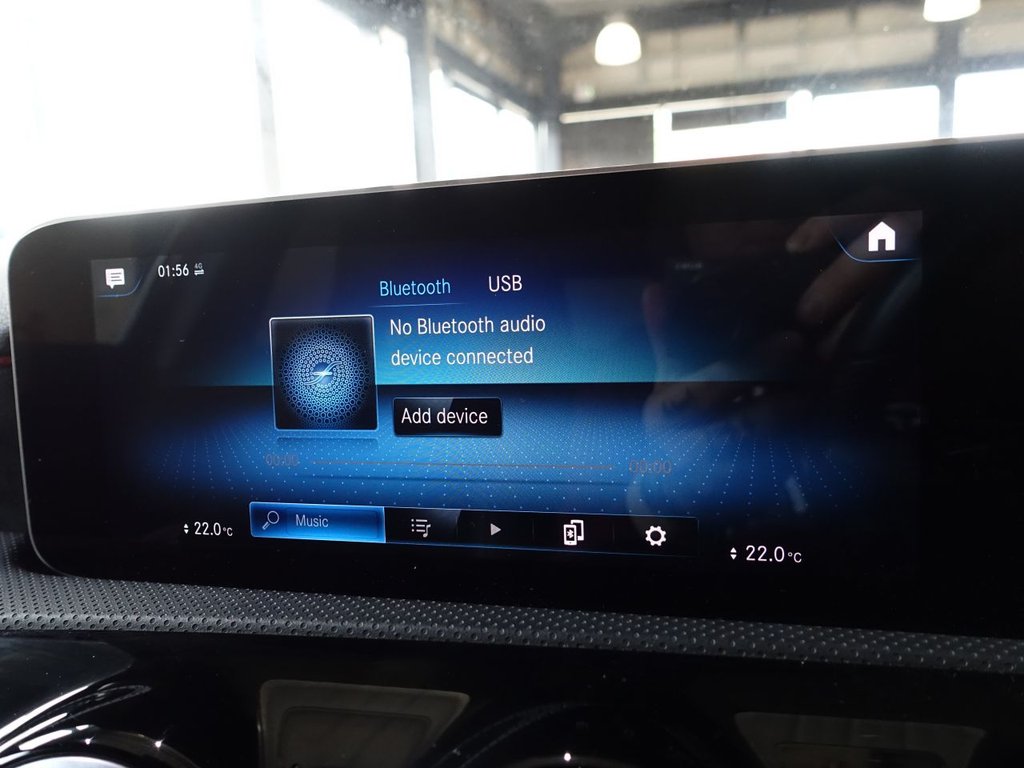 01:56 4G
Bluetooth USB
No Bluetooth audio
device connected
Add device
00:00 00:00
Music
22.0°C 22.0°C